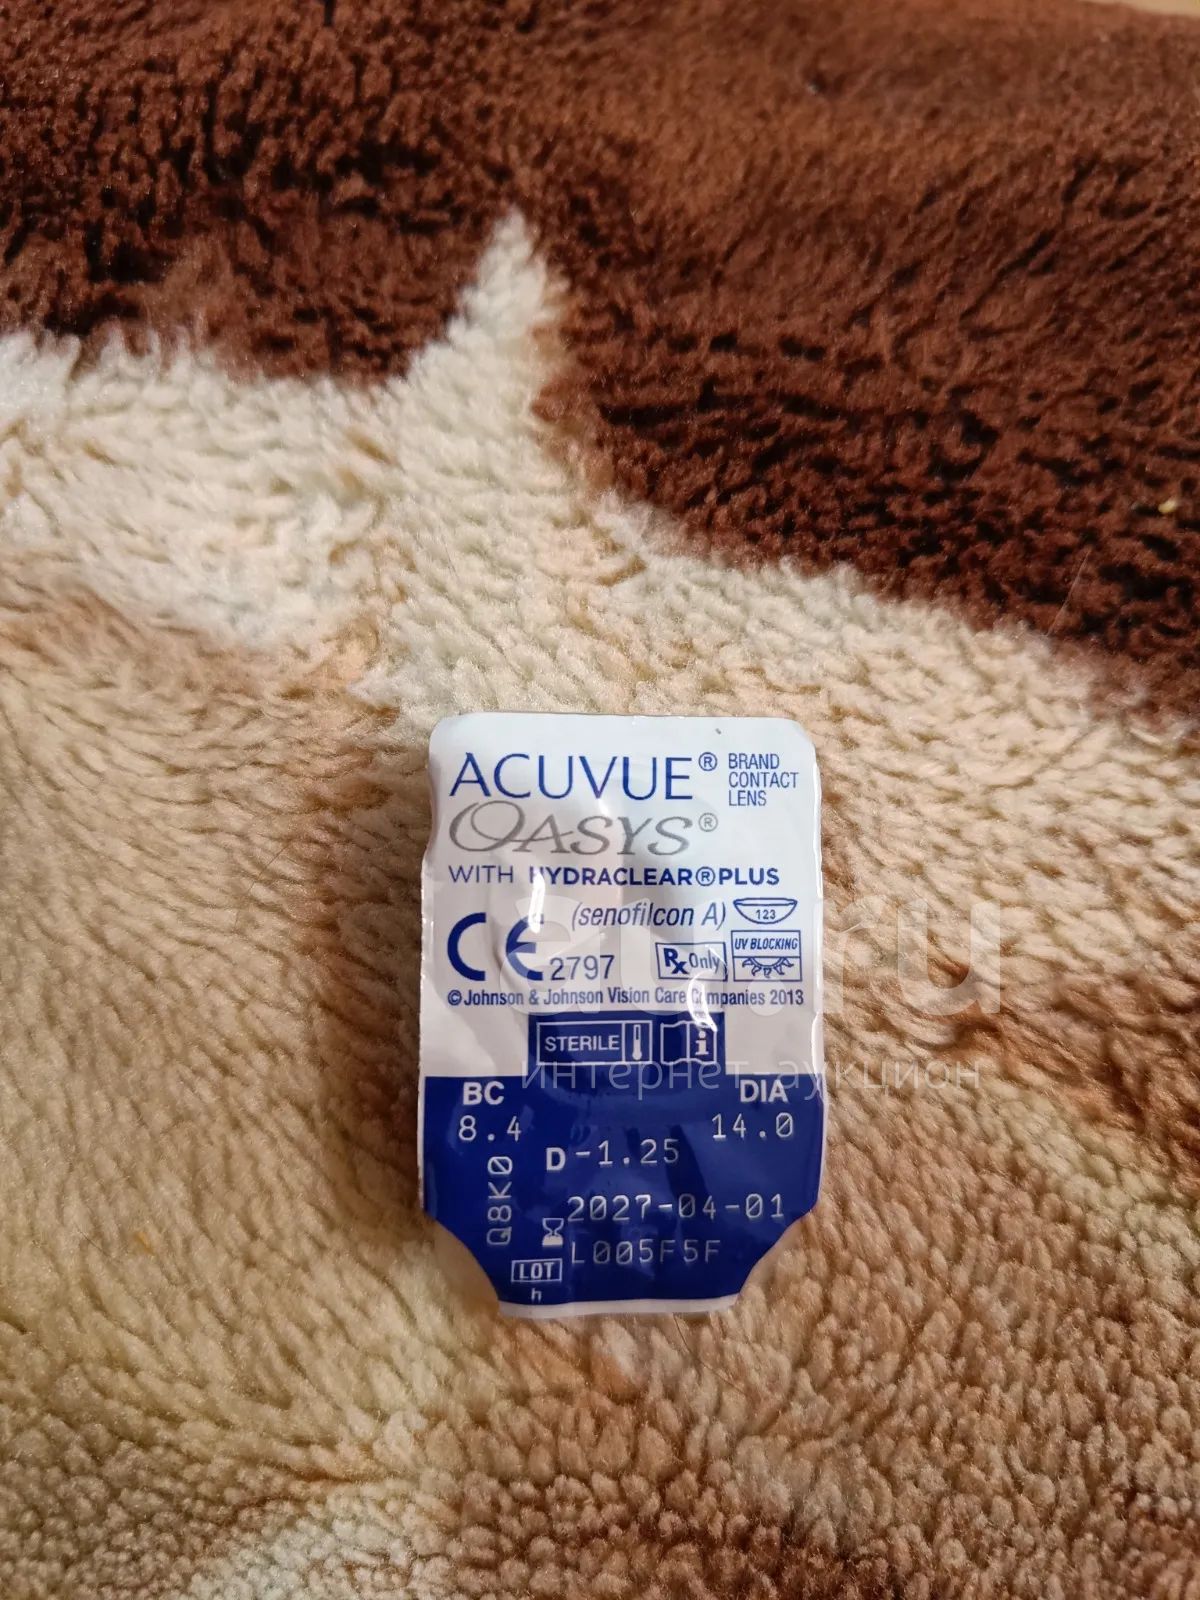 ACUVUE® BRAND CONTACT LENS
OASYS®
WITH HYDRACLEAR®PLUS
(senofilcon A) 123
CE 2797 Rx Only UV BLOCKING
©Johnson & Johnson Vision Care Companies 2013
STERILE i
BC DIA
8.4 14.0
D -1.25
Q8K0
2027-04-01
LOT L005F5F
h
au.ru
интернет-аукцион